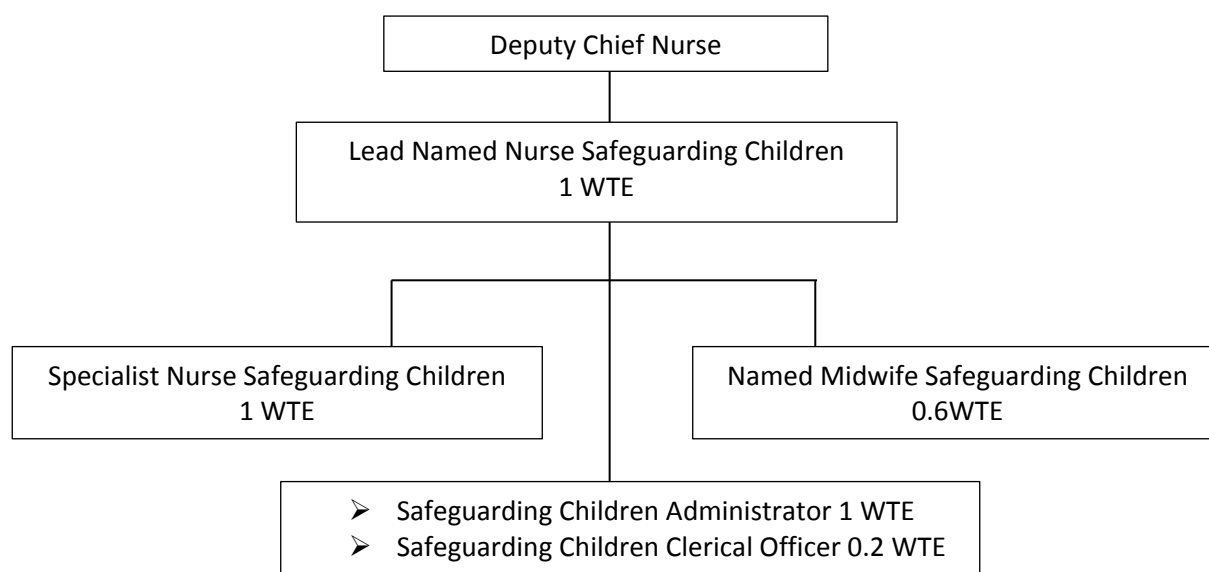 Deputy Chief Nurse
Lead Named Nurse Safeguarding Children
1 WTE
Specialist Nurse Safeguarding Children
1 WTE
Named Midwife Safeguarding Children
0.6WTE
➢ Safeguarding Children Administrator 1 WTE
➢ Safeguarding Children Clerical Officer 0.2 WTE